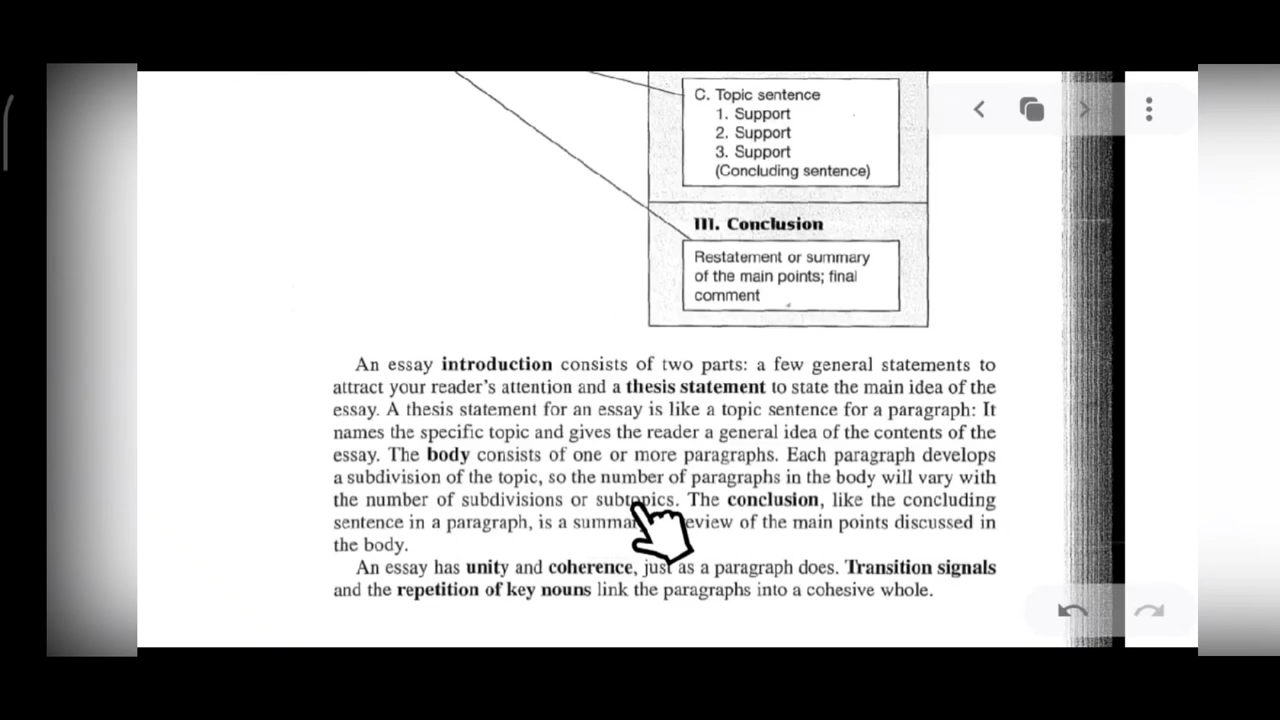 C. Topic sentence
1. Support
2. Support
3. Support
(Concluding sentence)
III. Conclusion
Restatement or summary
of the main points; final
comment
An essay introduction consists of two parts: a few general statements to
attract your reader's attention and a thesis statement to state the main idea of the
essay. A thesis statement for an essay is like a topic sentence for a paragraph: It
names the specific topic and gives the reader a general idea of the contents of the
essay. The body consists of one or more paragraphs. Each paragraph develops
a subdivision of the topic, so the number of paragraphs in the body will vary with
the number of subdivisions or subtopics. The conclusion, like the concluding
sentence in a paragraph, is a of the main points discussed in
the body.
An essay has unity and coherence, just as a paragraph does. Transition signals
and the repetition of key nouns link the paragraphs into a cohesive whole.